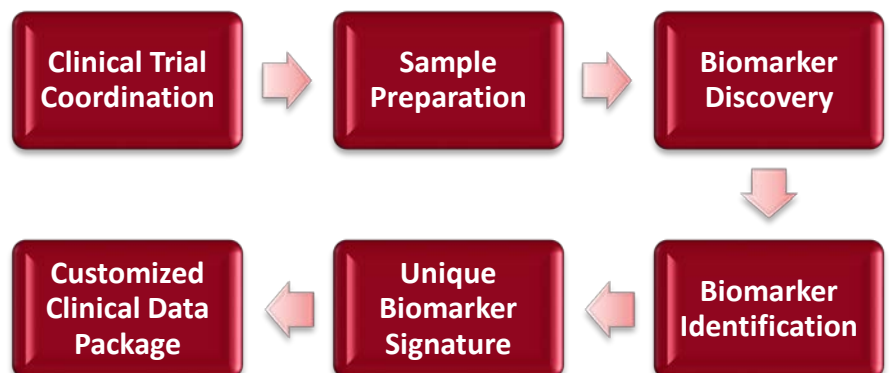 Clinical Trial
Coordination
Sample
Preparation
Biomarker
Discovery
Biomarker
Identification
Unique
Biomarker
Signature
Customized
Clinical Data
Package